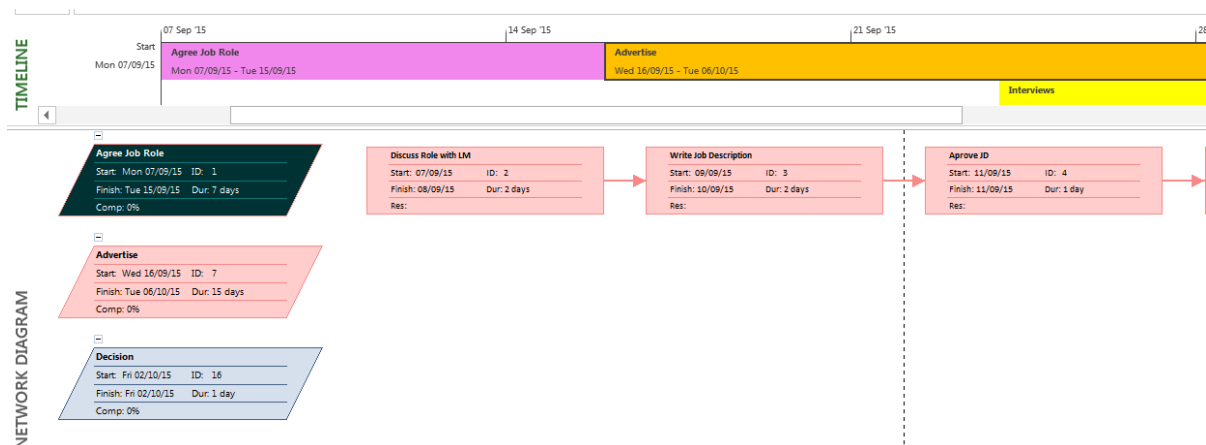 TIMELINE
07 Sep '15
14 Sep '15
21 Sep '15
28
Start
Mon 07/09/15
Agree Job Role
Mon 07/09/15 - Tue 15/09/15
Advertise
Wed 16/09/15 - Tue 06/10/15
Interviews
NETWORK DIAGRAM
Agree Job Role
Start: Mon 07/09/15 ID: 1
Finish: Tue 15/09/15 Dur: 7 days
Comp: 0%
Discuss Role with LM
Start: 07/09/15 ID: 2
Finish: 08/09/15 Dur: 2 days
Res:
Write Job Description
Start: 09/09/15 ID: 3
Finish: 10/09/15 Dur: 2 days
Res:
Aprove JD
Start: 11/09/15 ID: 4
Finish: 11/09/15 Dur: 1 day
Res:
Advertise
Start: Wed 16/09/15 ID: 7
Finish: Tue 06/10/15 Dur: 15 days
Comp: 0%
Decision
Start: Fri 02/10/15 ID: 16
Finish: Fri 02/10/15 Dur: 1 day
Comp: 0%